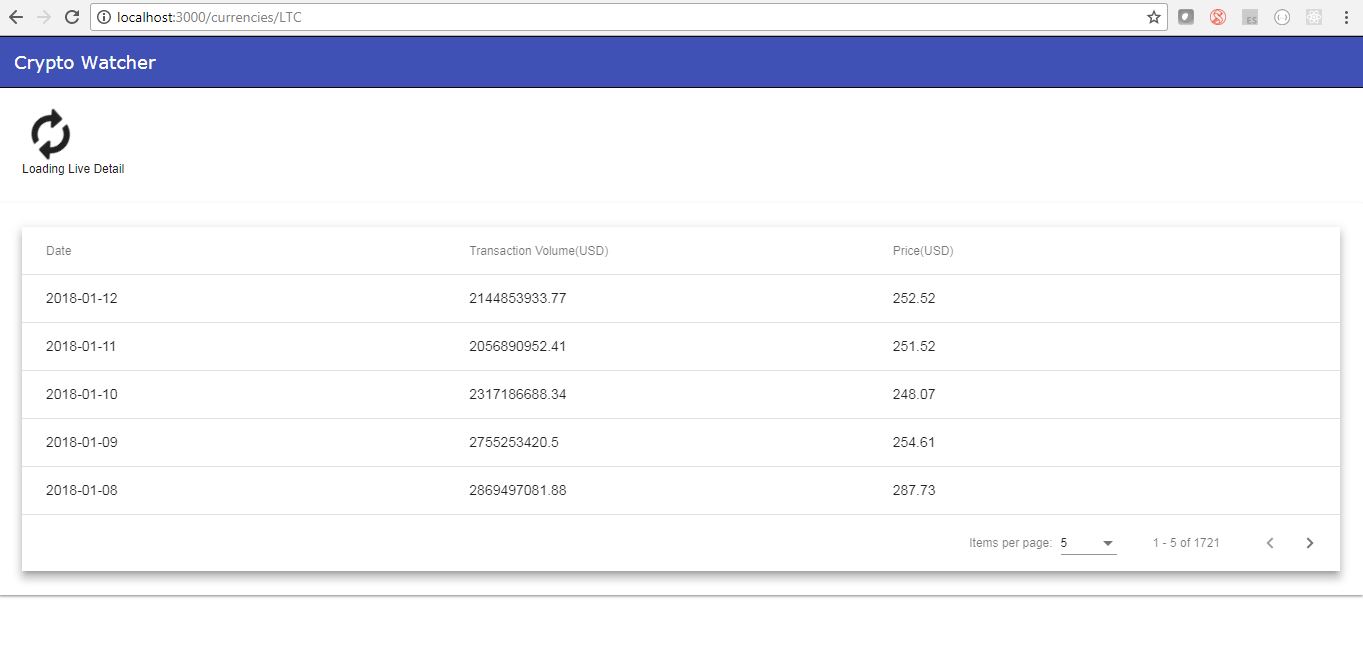 localhost:3000/currencies/LTC
ES
Crypto Watcher
Loading Live Detail
Date Transaction Volume(USD) Price(USD)
2018-01-12 2144853933.77 252.52
2018-01-11 2056890952.41 251.52
2018-01-10 2317186688.34 248.07
2018-01-09 2755253420.5 254.61
2018-01-08 2869497081.88 287.73
Items per page: 5 1 - 5 of 1721